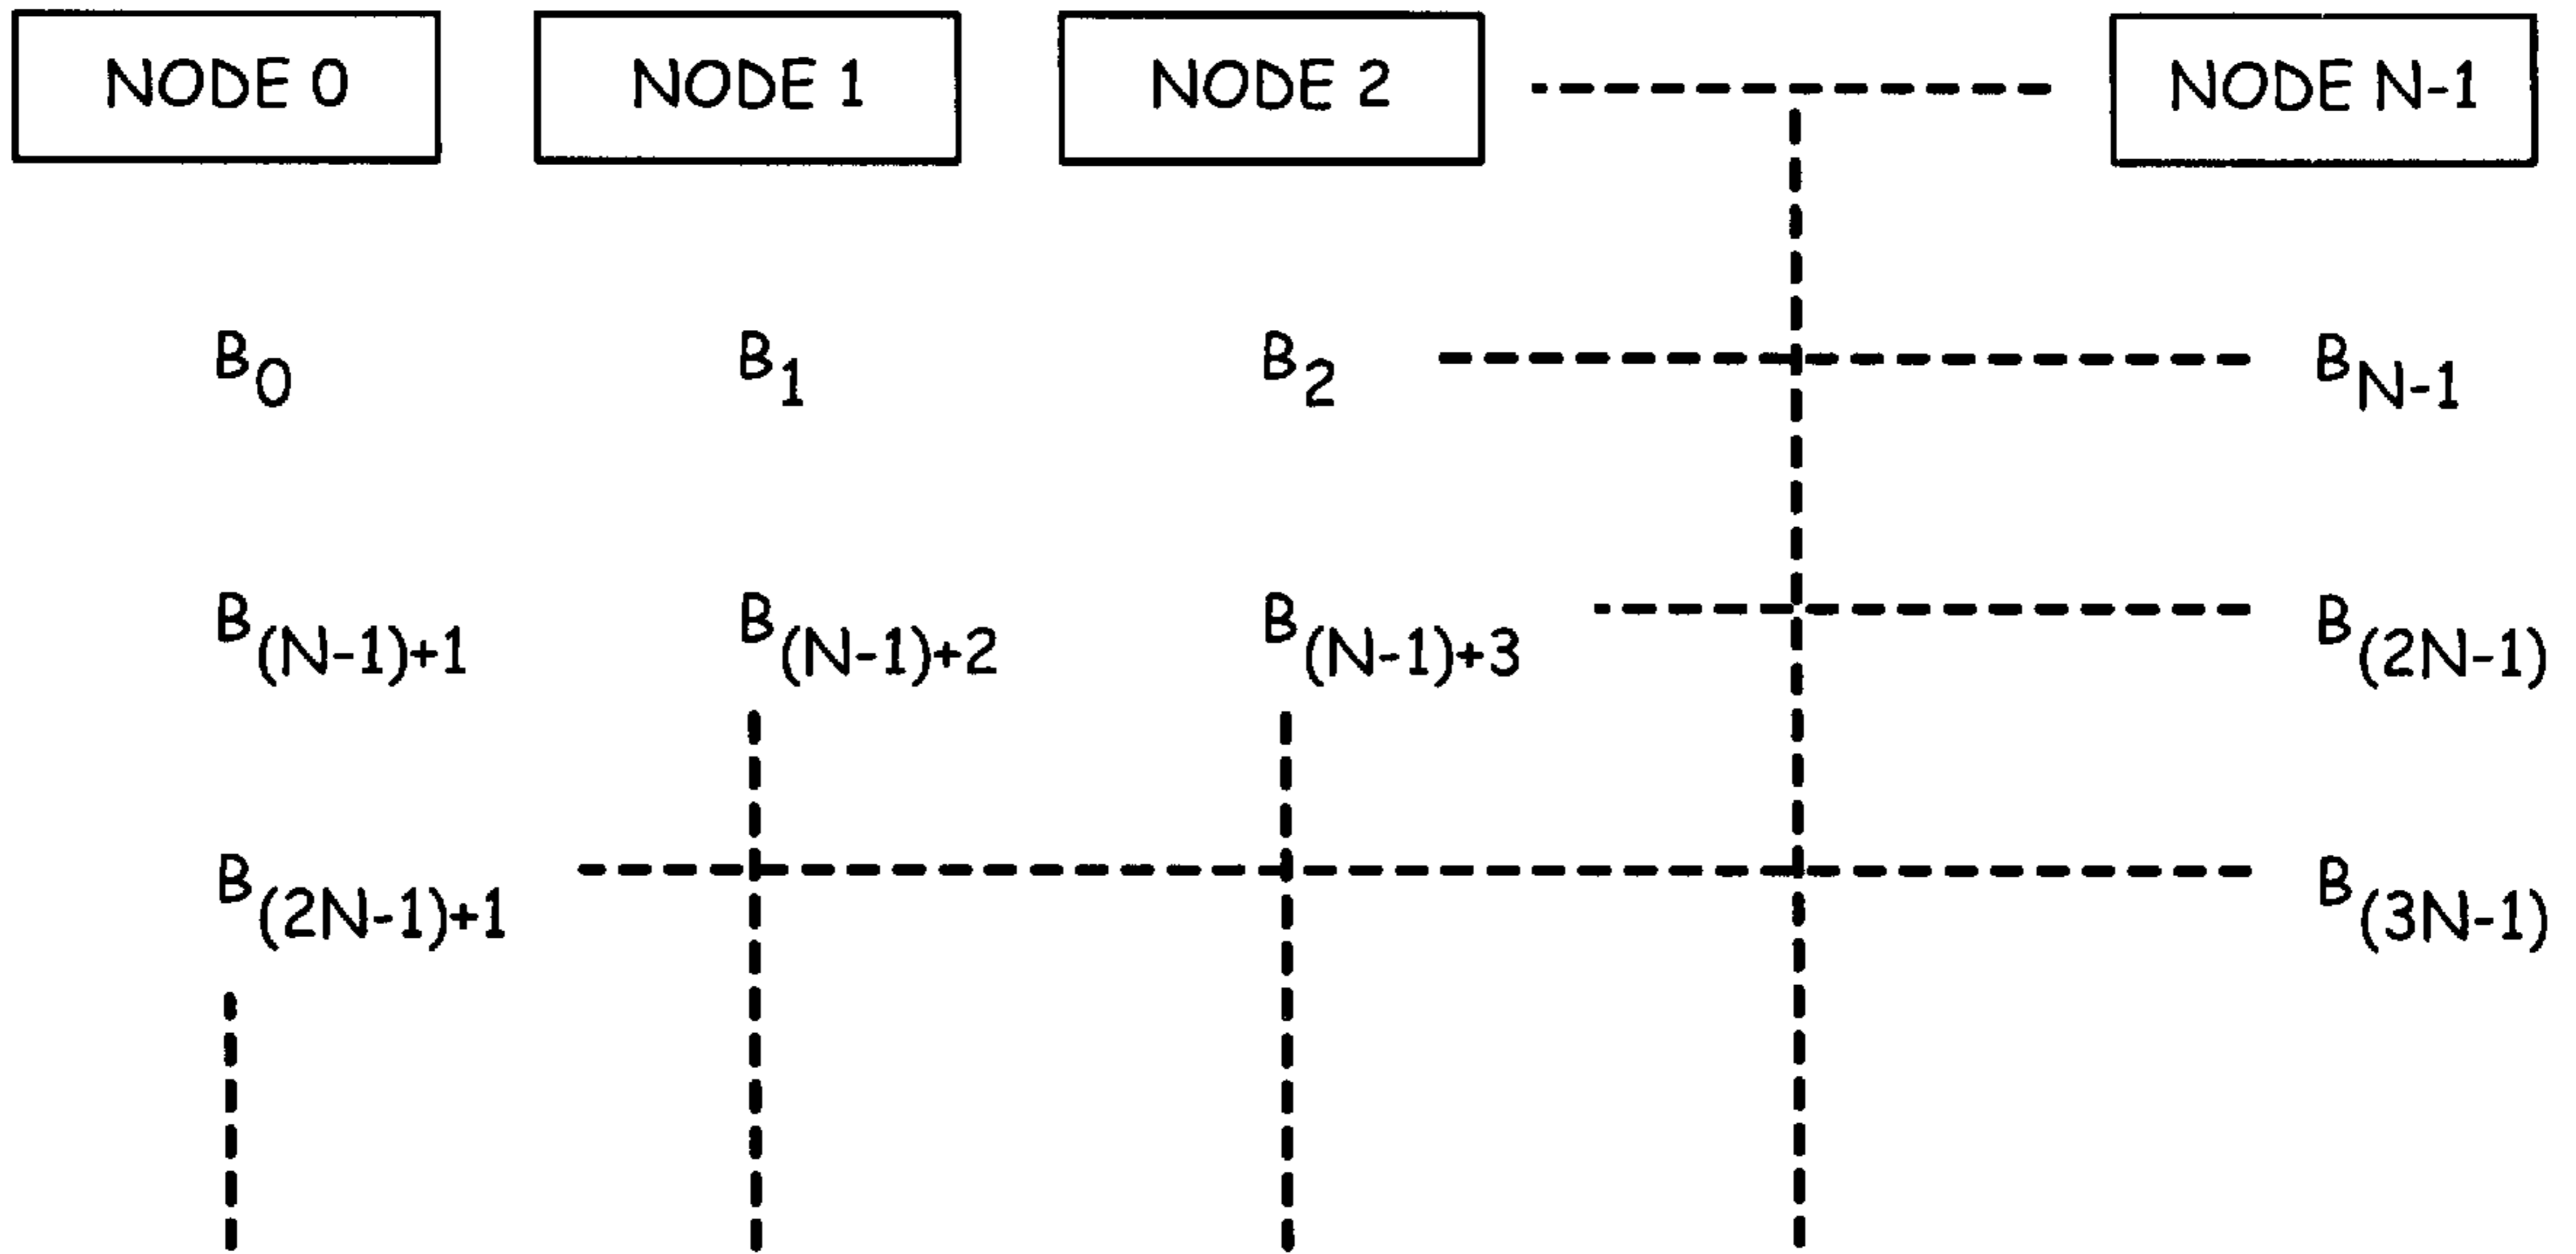 NODE 0 NODE 1 NODE 2 NODE N-1
B0 B1 B2 BN-1
B(N-1)+1 B(N-1)+2 B(N-1)+3 B(2N-1)
B(2N-1)+1 B(3N-1)